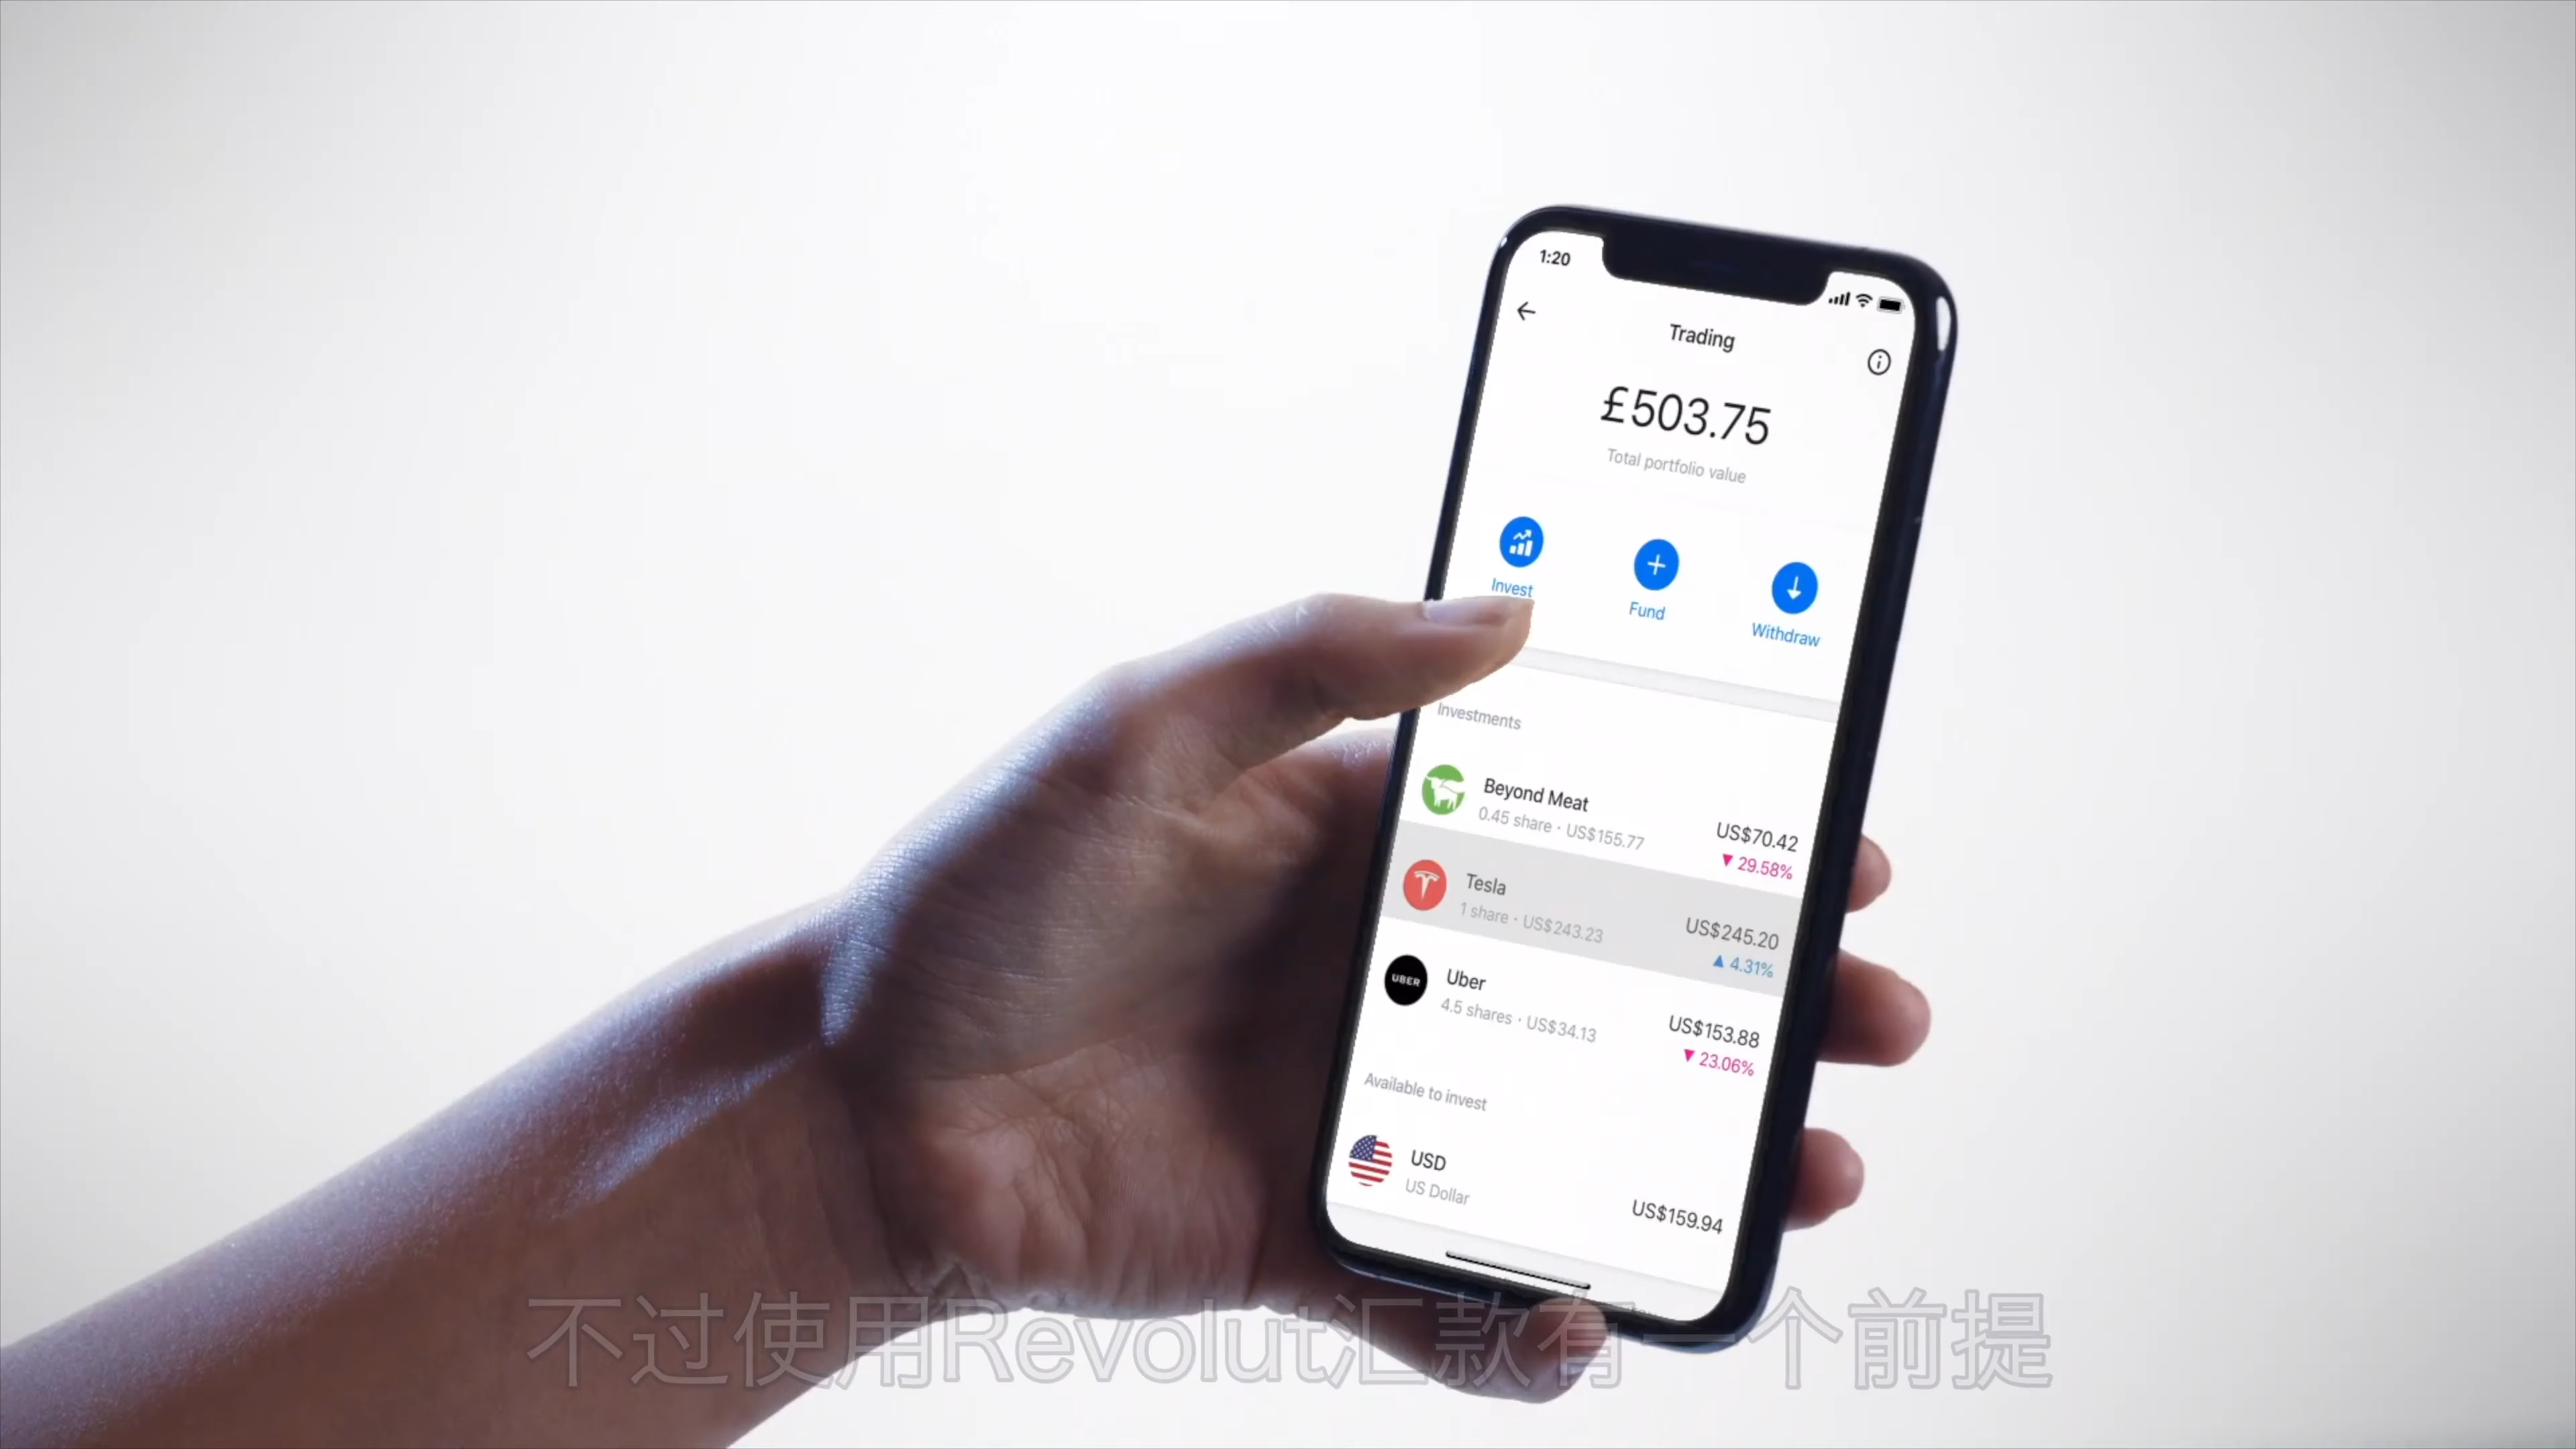 1:20
Trading
£503.75
Total portfolio value
Invest
Fund
Withdraw
Investments
Beyond Meat
0.45 share · US$155.77
US$70.42
▼ 29.58%
Tesla
1 share · US$243.23
US$245.20
▲ 4.31%
UBER
Uber
4.5 shares · US$34.13
US$153.88
▼ 23.06%
Available to invest
USD
US Dollar
US$159.94
不过使用Revolut汇款有一个前提